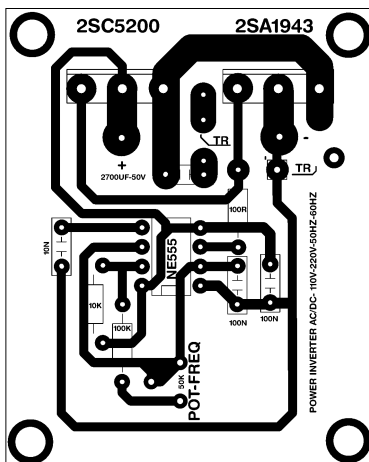 2SC5200 2SA1943
TR
-
+
2700UF-50V
TR
100R
10N
NE555
10K
100K
100N
100N
50K
POT-FREQ
POWER INVERTER AC/DC- 110V-220V-50HZ-60HZ